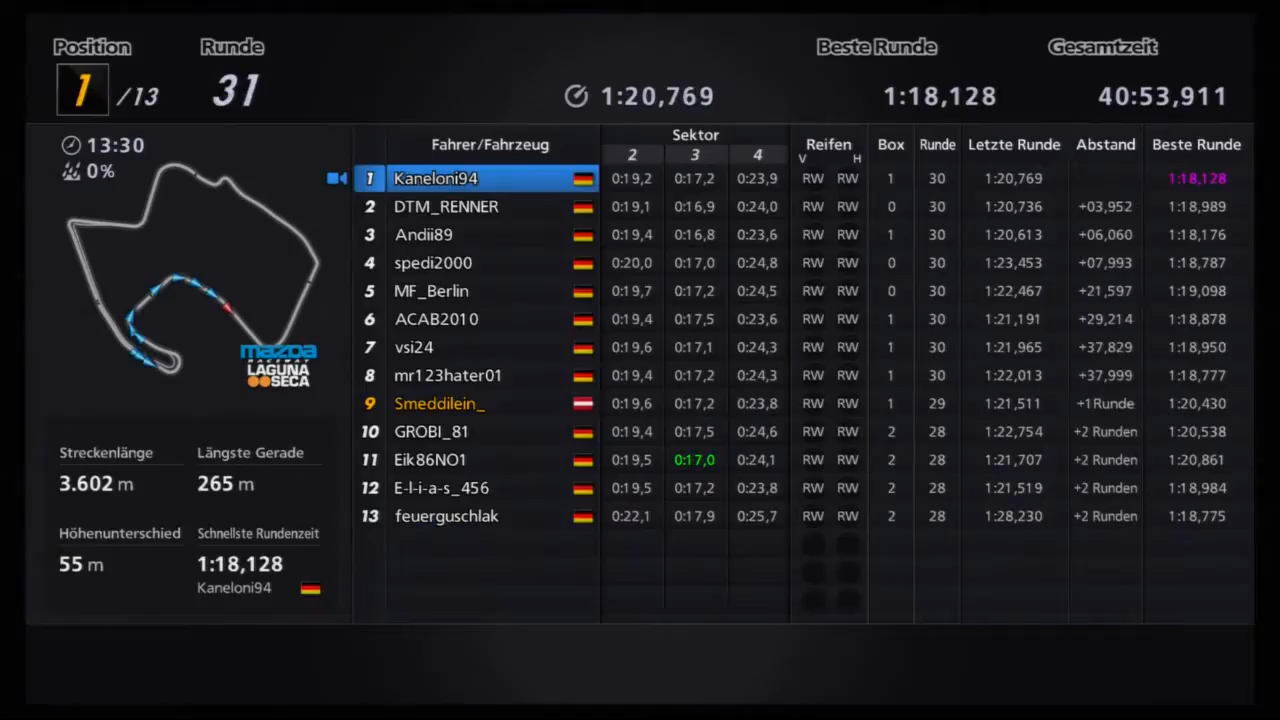 Position Runde Beste Runde Gesamtzeit
1 /13 31 1:20,769 1:18,128 40:53,911
13:30
0%
mazda
RACEWAY
LAGUNA
SECA
Streckenlänge Längste Gerade
3.602 m 265 m
Höhenunterschied Schnellste Rundenzeit
55 m 1:18,128
Kaneloni94
Fahrer/Fahrzeug Sektor Reifen Box Runde Letzte Runde Abstand Beste Runde
2 3 4 V H
1 Kaneloni94 0:19,2 0:17,2 0:23,9 RW RW 1 30 1:20,769 1:18,128
2 DTM_RENNER 0:19,1 0:16,9 0:24,0 RW RW 0 30 1:20,736 +03,952 1:18,989
3 Andii89 0:19,4 0:16,8 0:23,6 RW RW 1 30 1:20,613 +06,060 1:18,176
4 spedi2000 0:20,0 0:17,0 0:24,8 RW RW 0 30 1:23,453 +07,993 1:18,787
5 MF_Berlin 0:19,7 0:17,2 0:24,5 RW RW 0 30 1:22,467 +21,597 1:19,098
6 ACAB2010 0:19,4 0:17,5 0:23,6 RW RW 1 30 1:21,191 +29,214 1:18,878
7 vsi24 0:19,6 0:17,1 0:24,3 RW RW 1 30 1:21,965 +37,829 1:18,950
8 mr123hater01 0:19,4 0:17,2 0:24,3 RW RW 1 30 1:22,013 +37,999 1:18,777
9 Smeddilein_ 0:19,6 0:17,2 0:23,8 RW RW 1 29 1:21,511 +1 Runde 1:20,430
10 GROBI_81 0:19,4 0:17,5 0:24,6 RW RW 2 28 1:22,754 +2 Runden 1:20,538
11 Eik86NO1 0:19,5 0:17,0 0:24,1 RW RW 2 28 1:21,707 +2 Runden 1:20,861
12 E-l-i-a-s_456 0:19,5 0:17,2 0:23,8 RW RW 2 28 1:21,519 +2 Runden 1:18,984
13 feuerguschlak 0:22,1 0:17,9 0:25,7 RW RW 2 28 1:28,230 +2 Runden 1:18,775